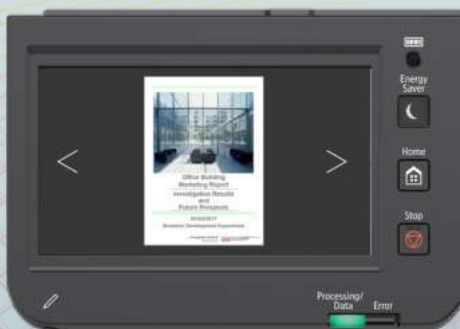 Energy
Saver
Office Building
Marketing Report
Investigation Results
and
Future Prospects
Business Development Department
Home
Stop
Processing/
Data
Error